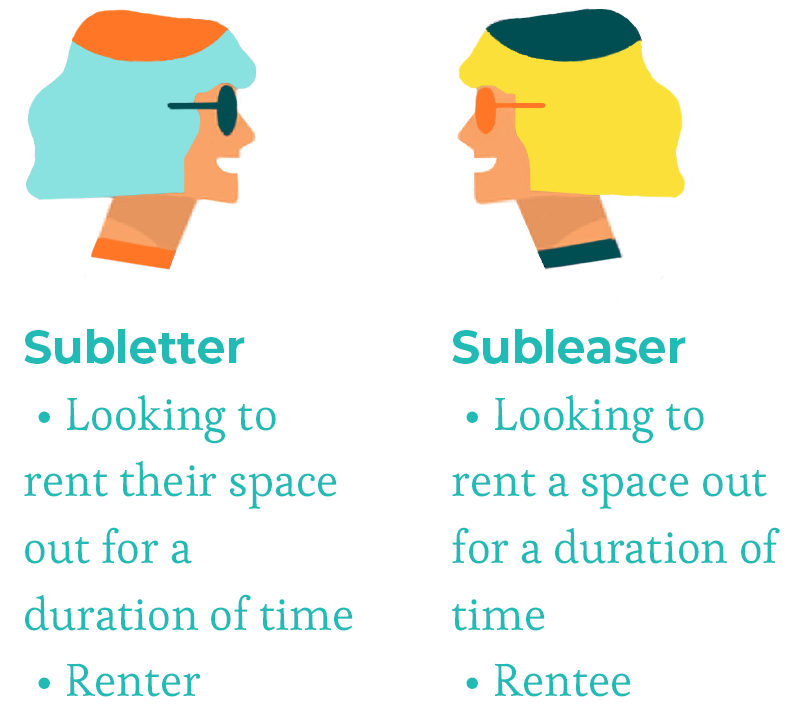 Subletter
• Looking to
rent their space
out for a
duration of time
• Renter
Subleaser
• Looking to
rent a space out
for a duration of
time
• Rentee